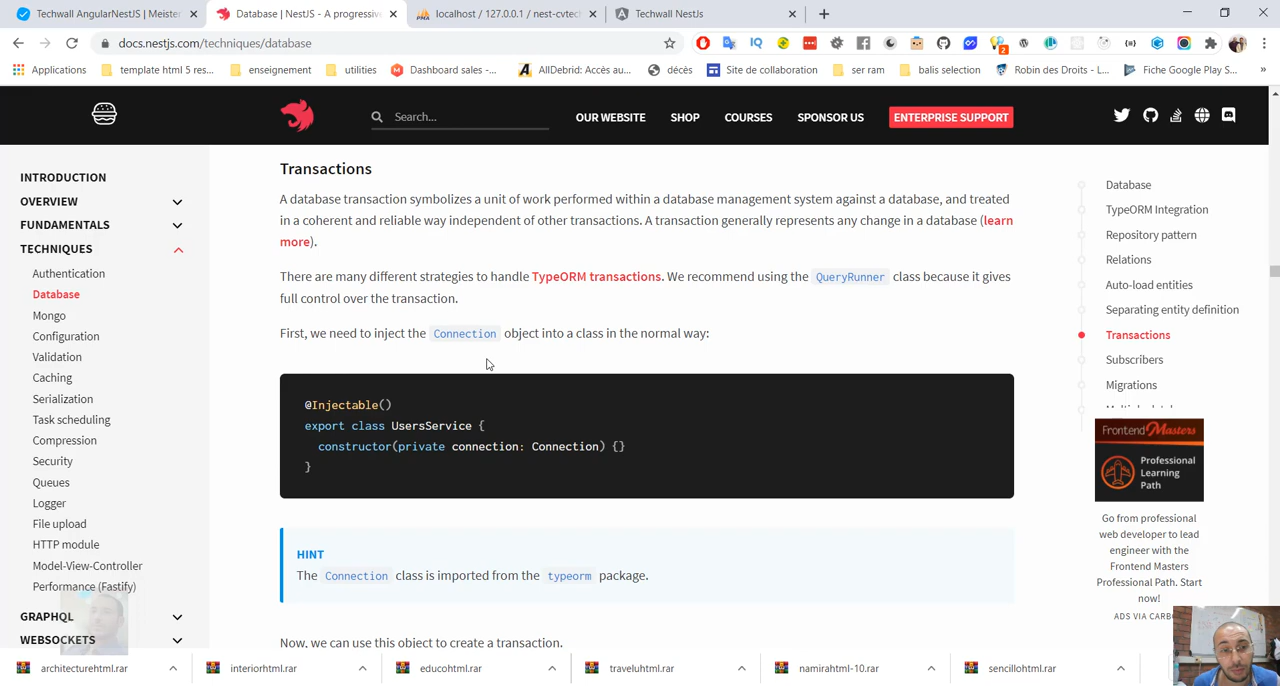 Techwall AngularNestJS | Meister
Database | NestJS - A progressive
localhost / 127.0.0.1 / nest-cvtech
Techwall NestJs
docs.nestjs.com/techniques/database
Applications
template html 5 res...
enseignement
utilities
Dashboard sales -...
AllDebrid: Accès au...
décès
Site de collaboration
ser ram
balis selection
Robin des Droits - L...
Fiche Google Play S...
Search...
OUR WEBSITE
SHOP
COURSES
SPONSOR US
ENTERPRISE SUPPORT
INTRODUCTION
OVERVIEW
FUNDAMENTALS
TECHNIQUES
Authentication
Database
Mongo
Configuration
Validation
Caching
Serialization
Task scheduling
Compression
Security
Queues
Logger
File upload
HTTP module
Model-View-Controller
Performance (Fastify)
GRAPHQL
WEBSOCKETS
Transactions
A database transaction symbolizes a unit of work performed within a database management system against a database, and treated
in a coherent and reliable way independent of other transactions. A transaction generally represents any change in a database (learn
more).
There are many different strategies to handle TypeORM transactions. We recommend using the QueryRunner class because it gives
full control over the transaction.
First, we need to inject the Connection object into a class in the normal way:
@Injectable()
export class UsersService {
constructor(private connection: Connection) {}
}
HINT
The Connection class is imported from the typeorm package.
Now, we can use this object to create a transaction.
Database
TypeORM Integration
Repository pattern
Relations
Auto-load entities
Separating entity definition
Transactions
Subscribers
Migrations
Frontend Masters
Professional
Learning
Path
Go from professional
web developer to lead
engineer with the
Frontend Masters
Professional Path. Start
now!
ADS VIA CARB
architecturehtml.rar
interiorhtml.rar
educohtml.rar
traveluhtml.rar
namirahtml-10.rar
sencillohtml.rar